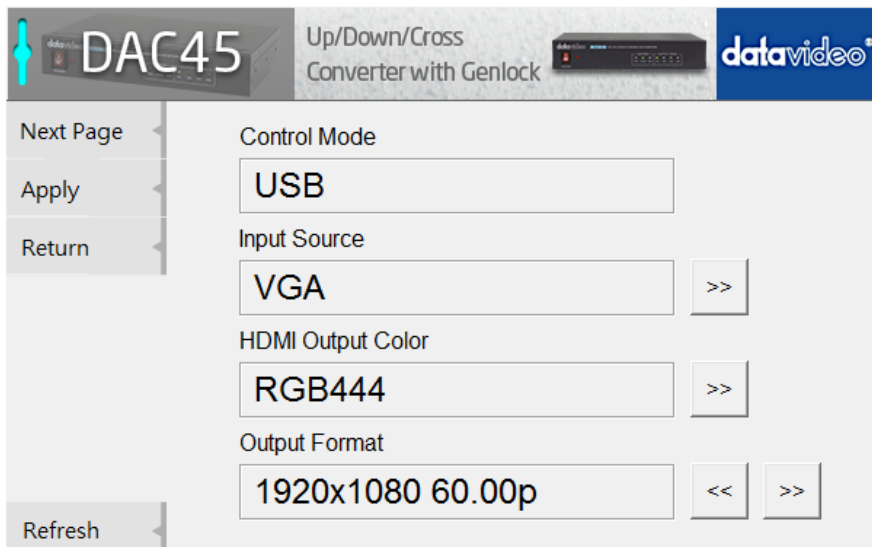 DAC45
Up/Down/Cross
Converter with Genlock
datavideo®
Next Page
Apply
Return
Refresh
Control Mode
USB
Input Source
VGA
>>
HDMI Output Color
RGB444
>>
Output Format
1920x1080 60.00p
<< >>